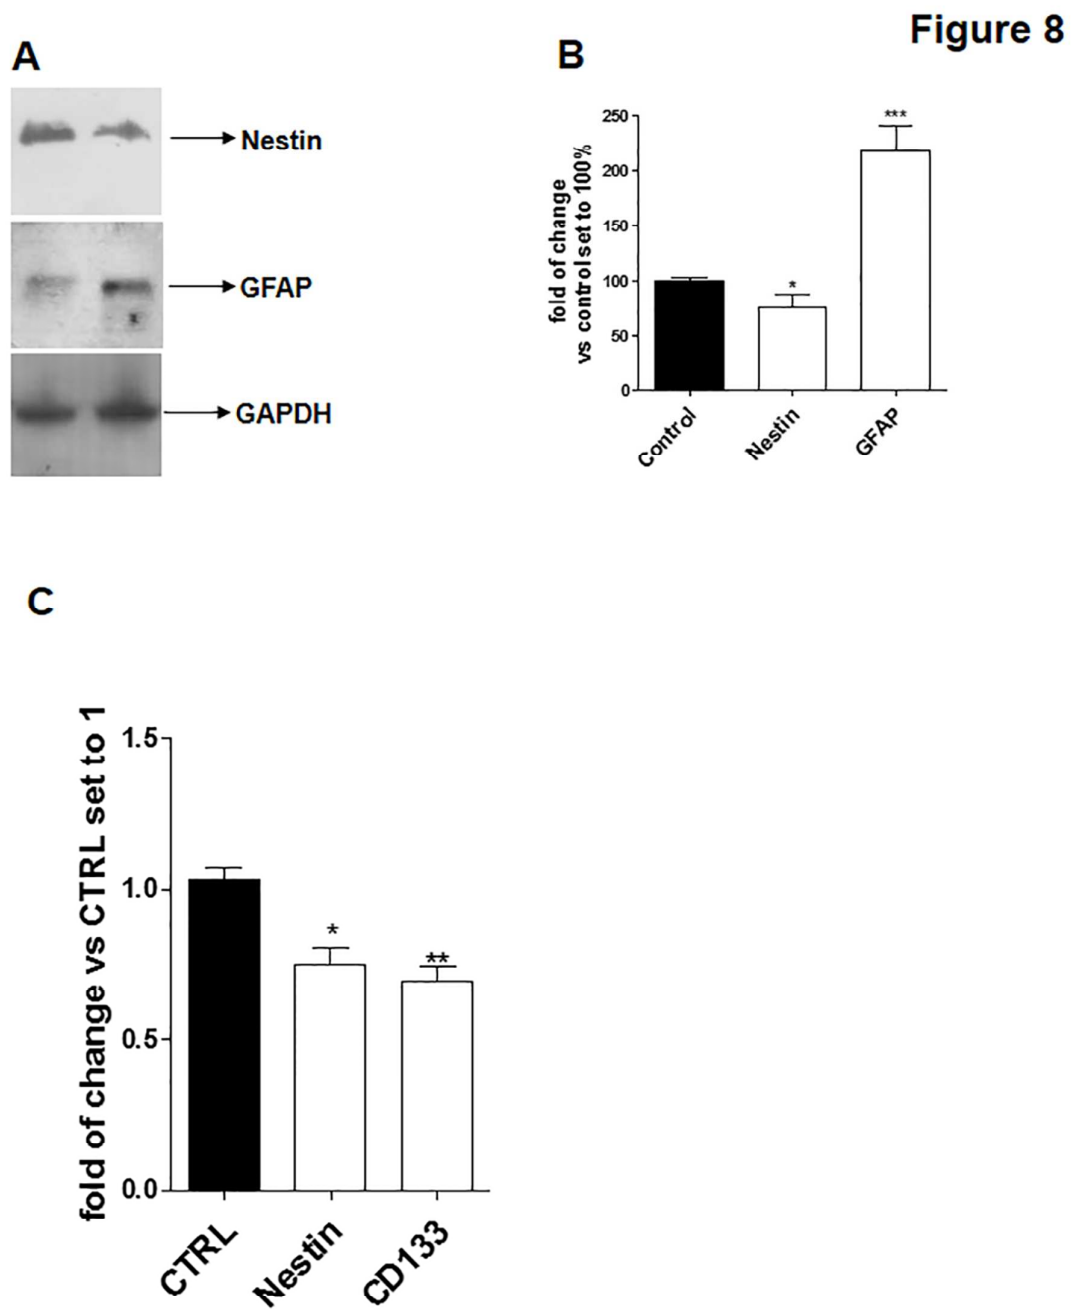 Figure 8
A
Nestin
GFAP
GAPDH
B
fold of change
vs control set to 100%
250
200
150
100
50
0
***
*
Control
Nestin
GFAP
C
fold of change vs CTRL set to 1
1.5
1.0
0.5
0.0
*
**
CTRL
Nestin
CD133